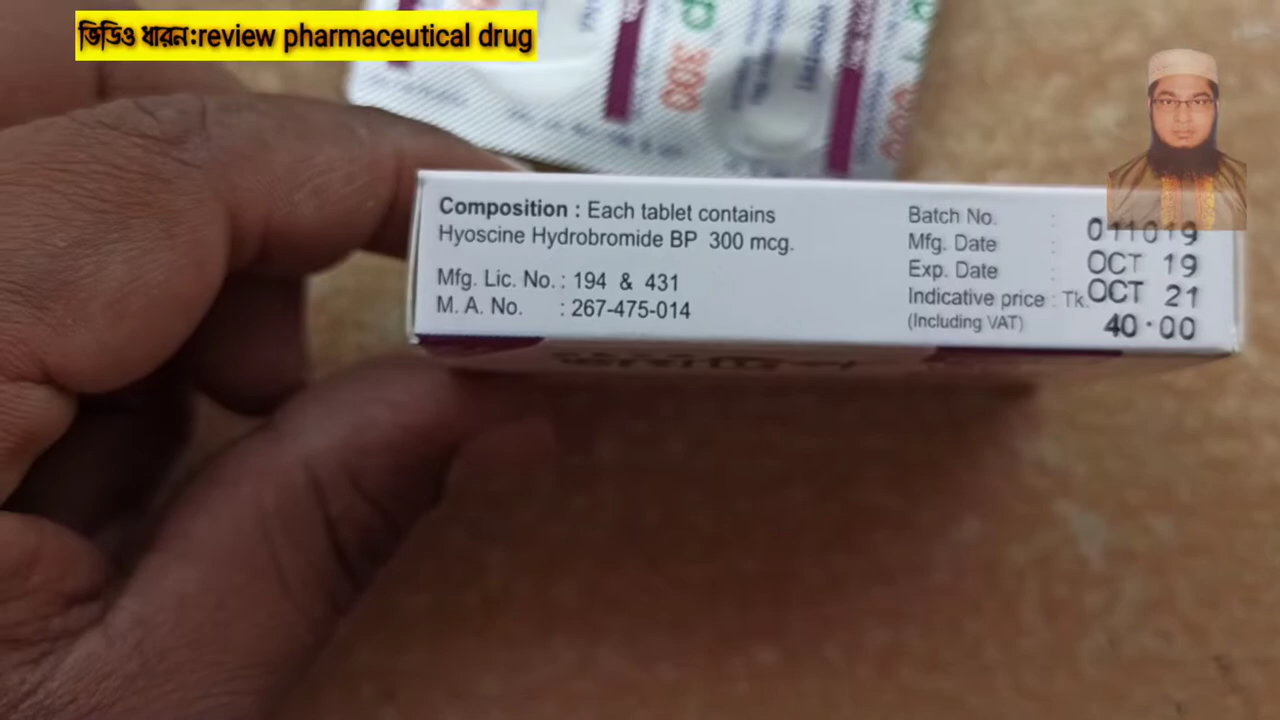 ভিডিও ধারন:review pharmaceutical drug
300
Composition : Each tablet contains
Hyoscine Hydrobromide BP 300 mcg.
Mfg. Lic. No. : 194 & 431
M. A. No. : 267-475-014
Batch No. : 011019
Mfg. Date : OCT 19
Exp. Date : OCT 21
Indicative price : Tk.
(Including VAT) 40.00